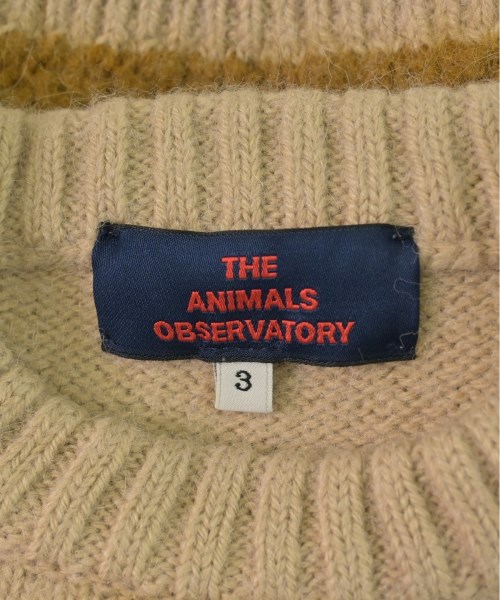 THE
ANIMALS
OBSERVATORY
3